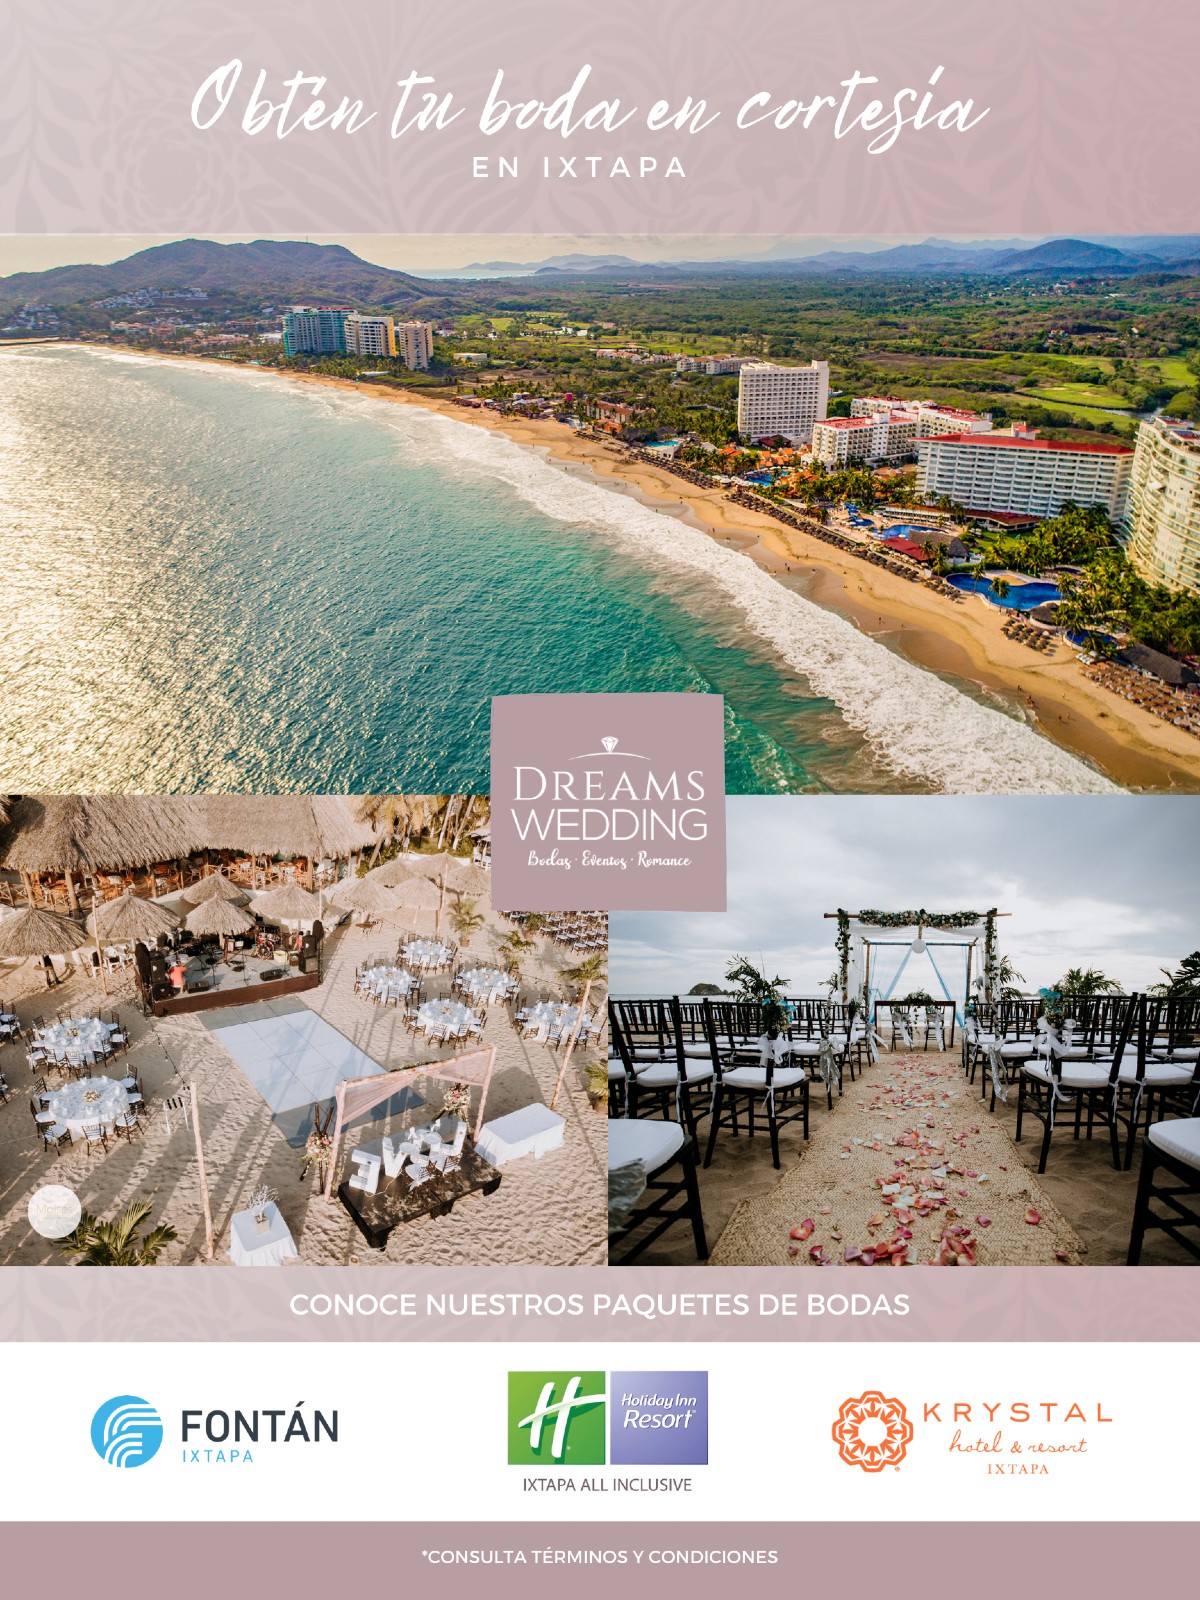 Obtén tu boda en cortesía
EN IXTAPA
DREAMS
WEDDING
Bodas · Eventos · Romance
LOVE
CONOCE NUESTROS PAQUETES DE BODAS
FONTÁN
IXTAPA
Holiday Inn
Resort
IXTAPA ALL INCLUSIVE
KRYSTAL
hotel & resort
IXTAPA
*CONSULTA TÉRMINOS Y CONDICIONES